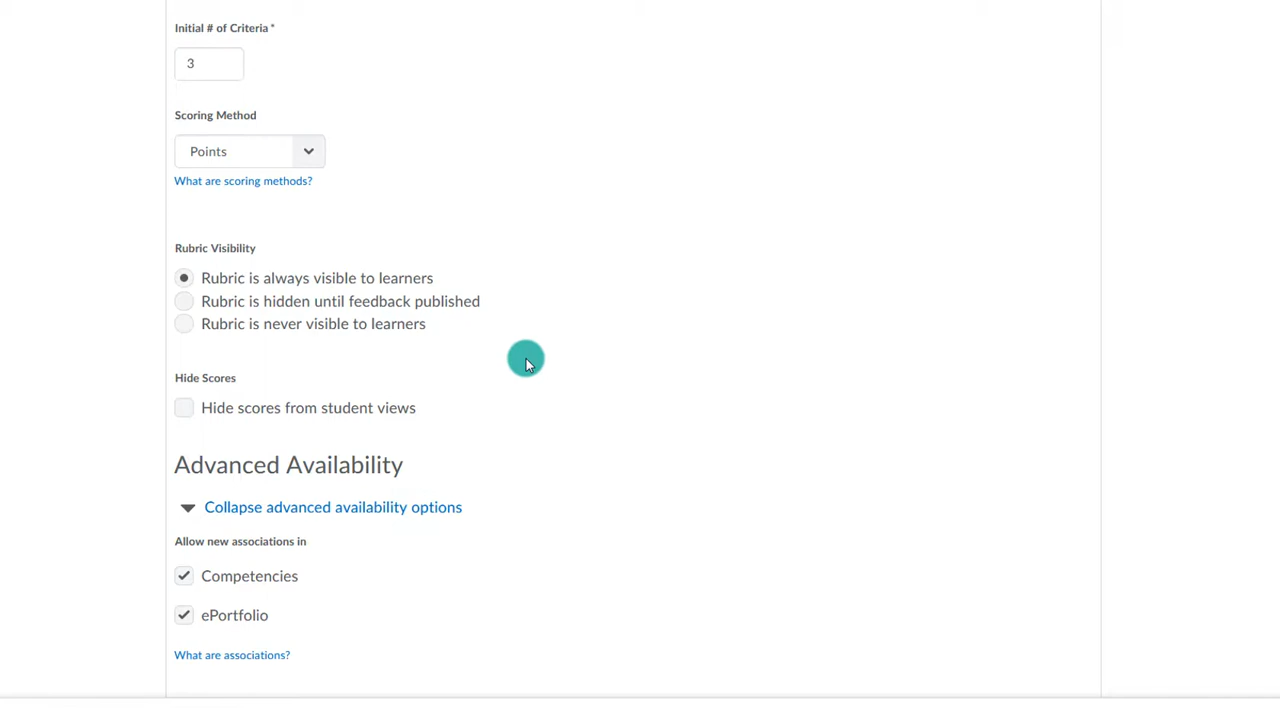 Initial # of Criteria *
3
Scoring Method
Points
What are scoring methods?
Rubric Visibility
Rubric is always visible to learners
Rubric is hidden until feedback published
Rubric is never visible to learners
Hide Scores
Hide scores from student views
Advanced Availability
Collapse advanced availability options
Allow new associations in
Competencies
ePortfolio
What are associations?